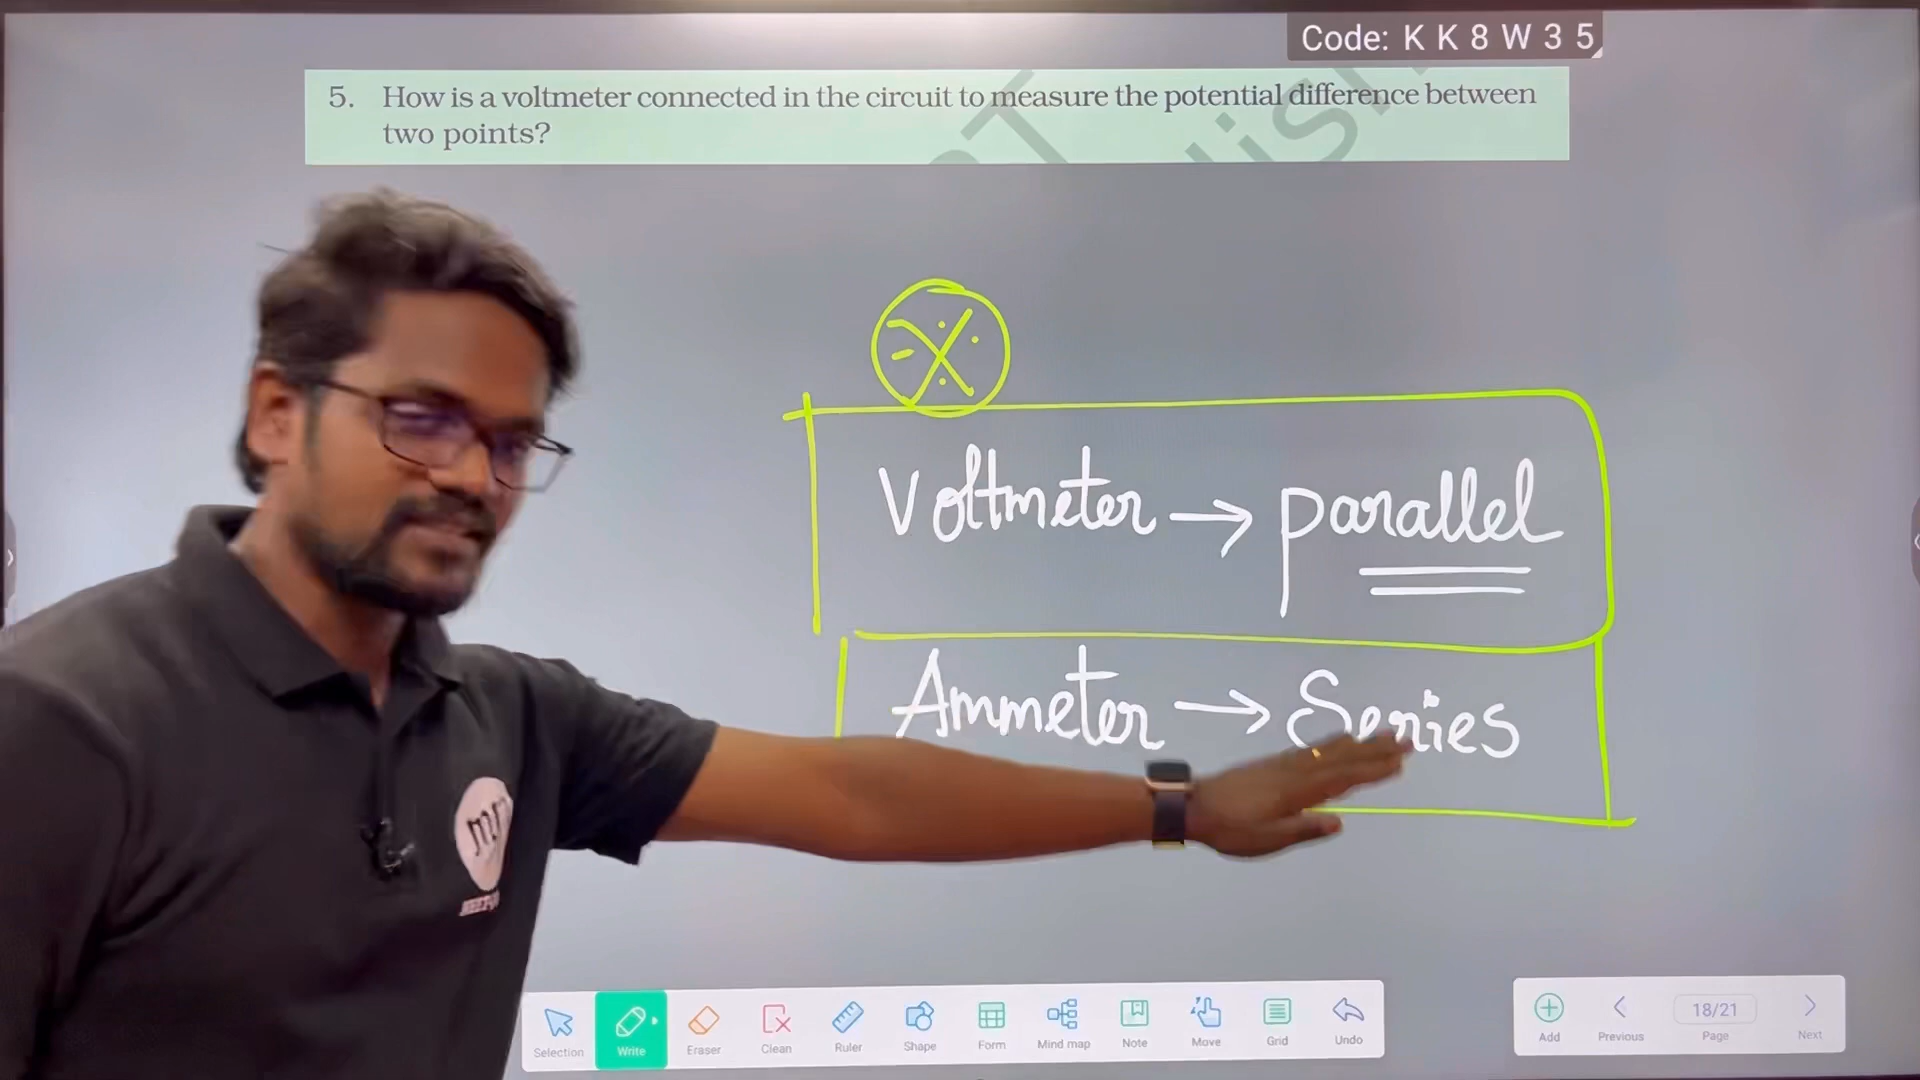 Code: K K 8 W 3 5
5. How is a voltmeter connected in the circuit to measure the potential difference between
two points?
Voltmeter → parallel
Ammeter → Series
Selection
Write
Eraser
Clean
Ruler
Shape
Form
Mind map
Note
Move
Grid
Undo
Add
Previous
18/21
Page
Next